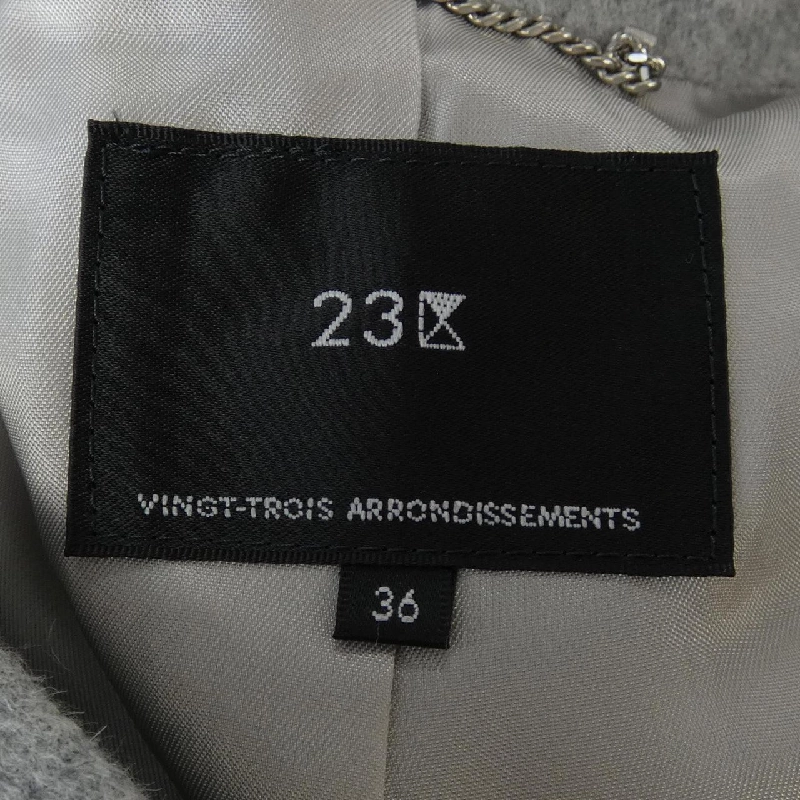 23区
VINGT-TROIS ARRONDISSEMENTS
36